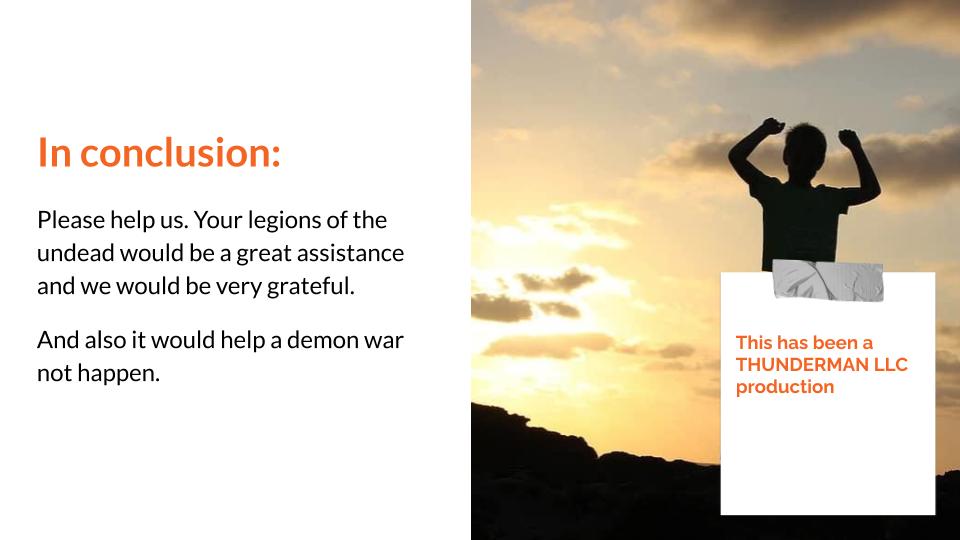 In conclusion:
Please help us. Your legions of the
undead would be a great assistance
and we would be very grateful.
And also it would help a demon war
not happen.
This has been a
THUNDERMAN LLC
production